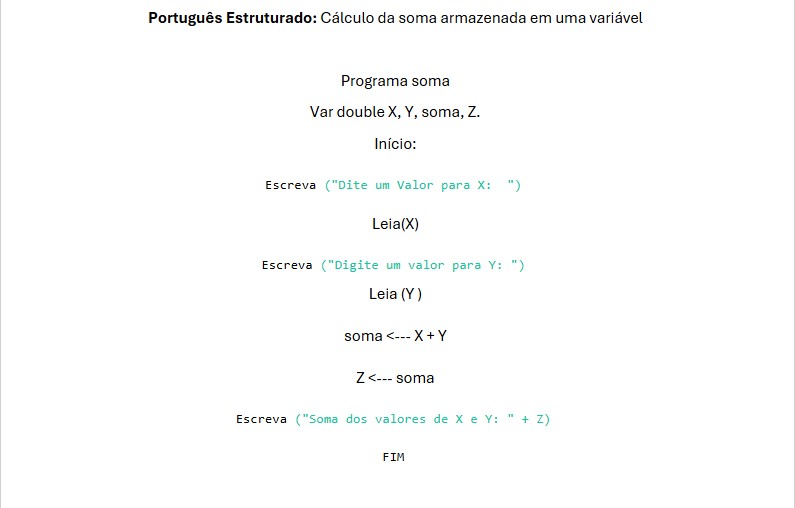 Português Estruturado: Cálculo da soma armazenada em uma variável
Programa soma
Var double X, Y, soma, Z.
Início:
Escreva ("Dite um Valor para X:  ")
Leia(X)
Escreva ("Digite um valor para Y: ")
Leia (Y )
soma <--- X + Y
Z <--- soma
Escreva ("Soma dos valores de X e Y: " + Z)
FIM